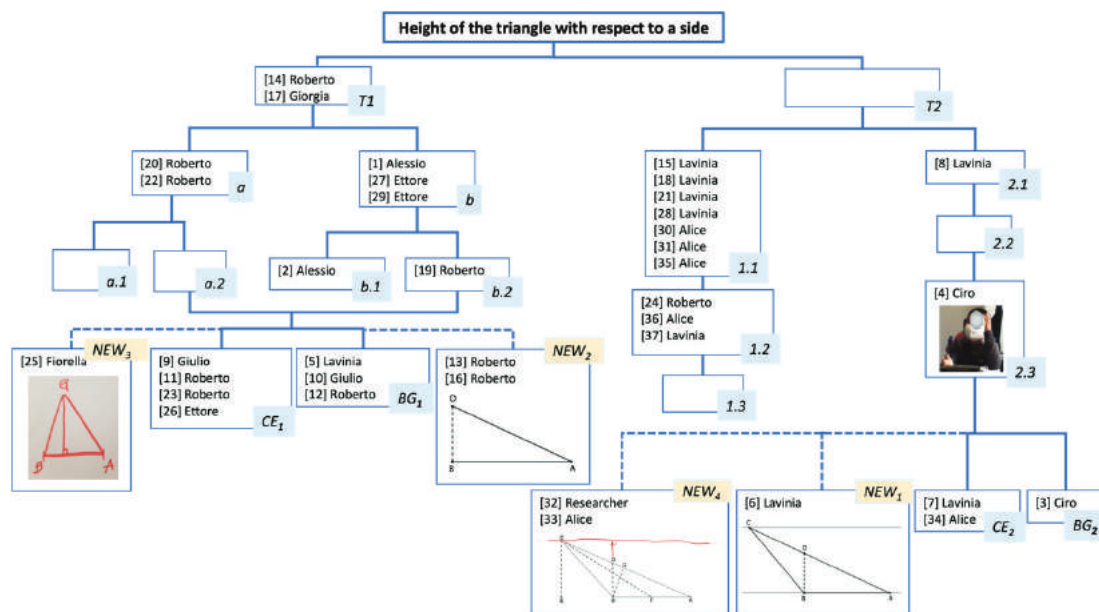 Height of the triangle with respect to a side
[14] Roberto
[17] Giorgia
T1
T2
[20] Roberto
[22] Roberto
a
[1] Alessio
[27] Ettore
[29] Ettore
b
[15] Lavinia
[18] Lavinia
[21] Lavinia
[28] Lavinia
[30] Alice
[31] Alice
[35] Alice
1.1
[8] Lavinia
2.1
2.2
a.1
a.2
[2] Alessio
b.1
[19] Roberto
b.2
[24] Roberto
[36] Alice
[37] Lavinia
1.2
[4] Ciro
2.3
1.3
[25] Fiorella
NEW3
B
A
[9] Giulio
[11] Roberto
[23] Roberto
[26] Ettore
CE1
[5] Lavinia
[10] Giulio
[12] Roberto
BG1
[13] Roberto
[16] Roberto
NEW2
D
B
A
[32] Researcher
[33] Alice
NEW4
[6] Lavinia
NEW1
C
D
B
A
[7] Lavinia
[34] Alice
CE2
[3] Ciro
BG2